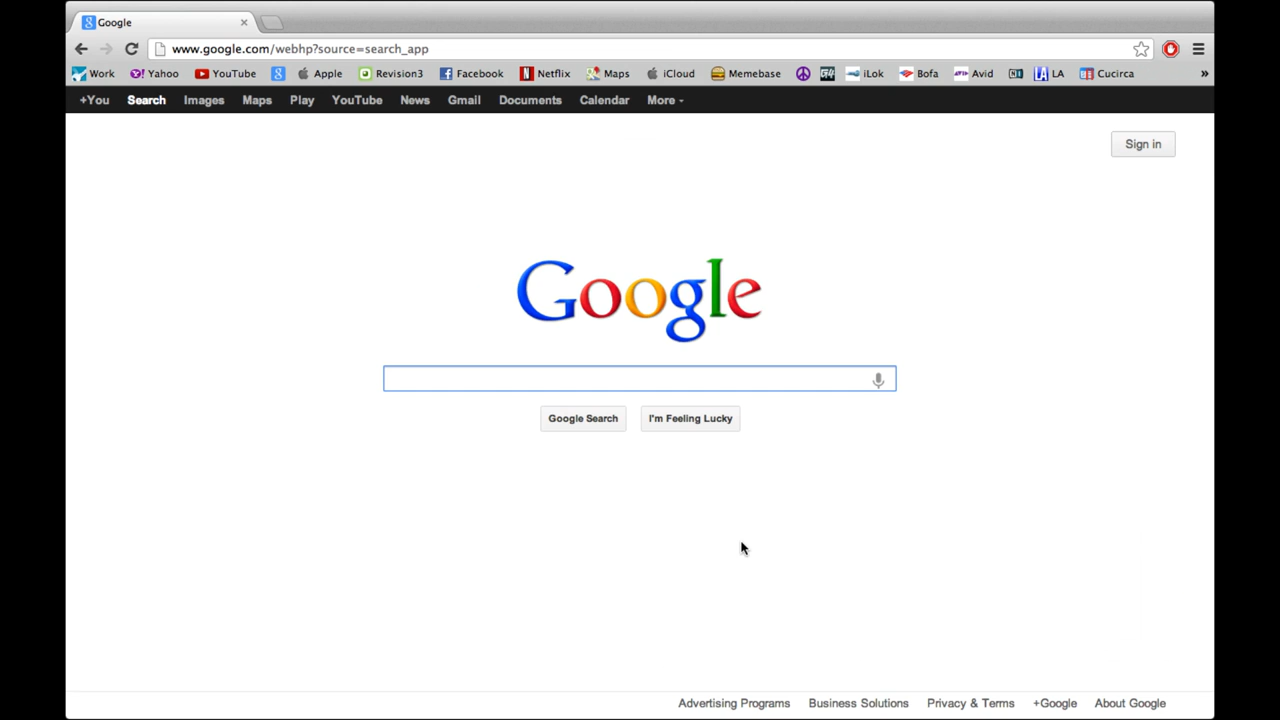 Google
www.google.com/webhp?source=search_app
Work Yahoo YouTube Apple Revision3 Facebook Netflix Maps iCloud Memebase G4 iLok Bofa Avid LA Cucirca »
+You Search Images Maps Play YouTube News Gmail Documents Calendar More
Sign in
Google
Google Search I'm Feeling Lucky
Advertising Programs Business Solutions Privacy & Terms +Google About Google